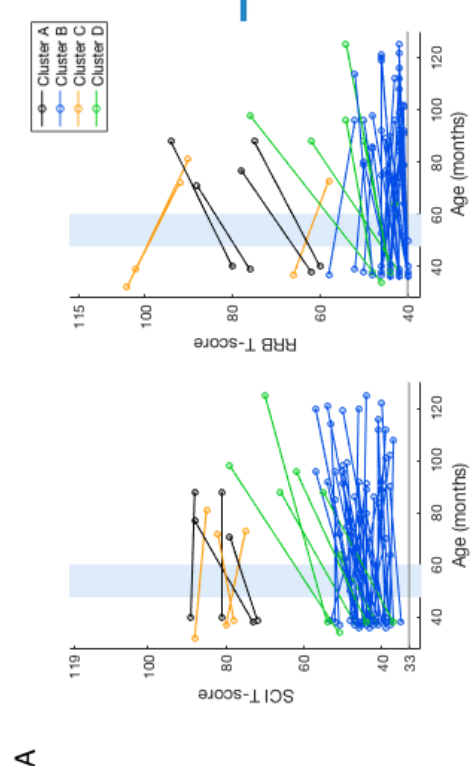 A
SCI T-score
119
100
80
60
40
33
40 60 80 100 120
Age (months)
RRB T-score
115
100
80
60
40
40 60 80 100 120
Age (months)
Cluster A
Cluster B
Cluster C
Cluster D